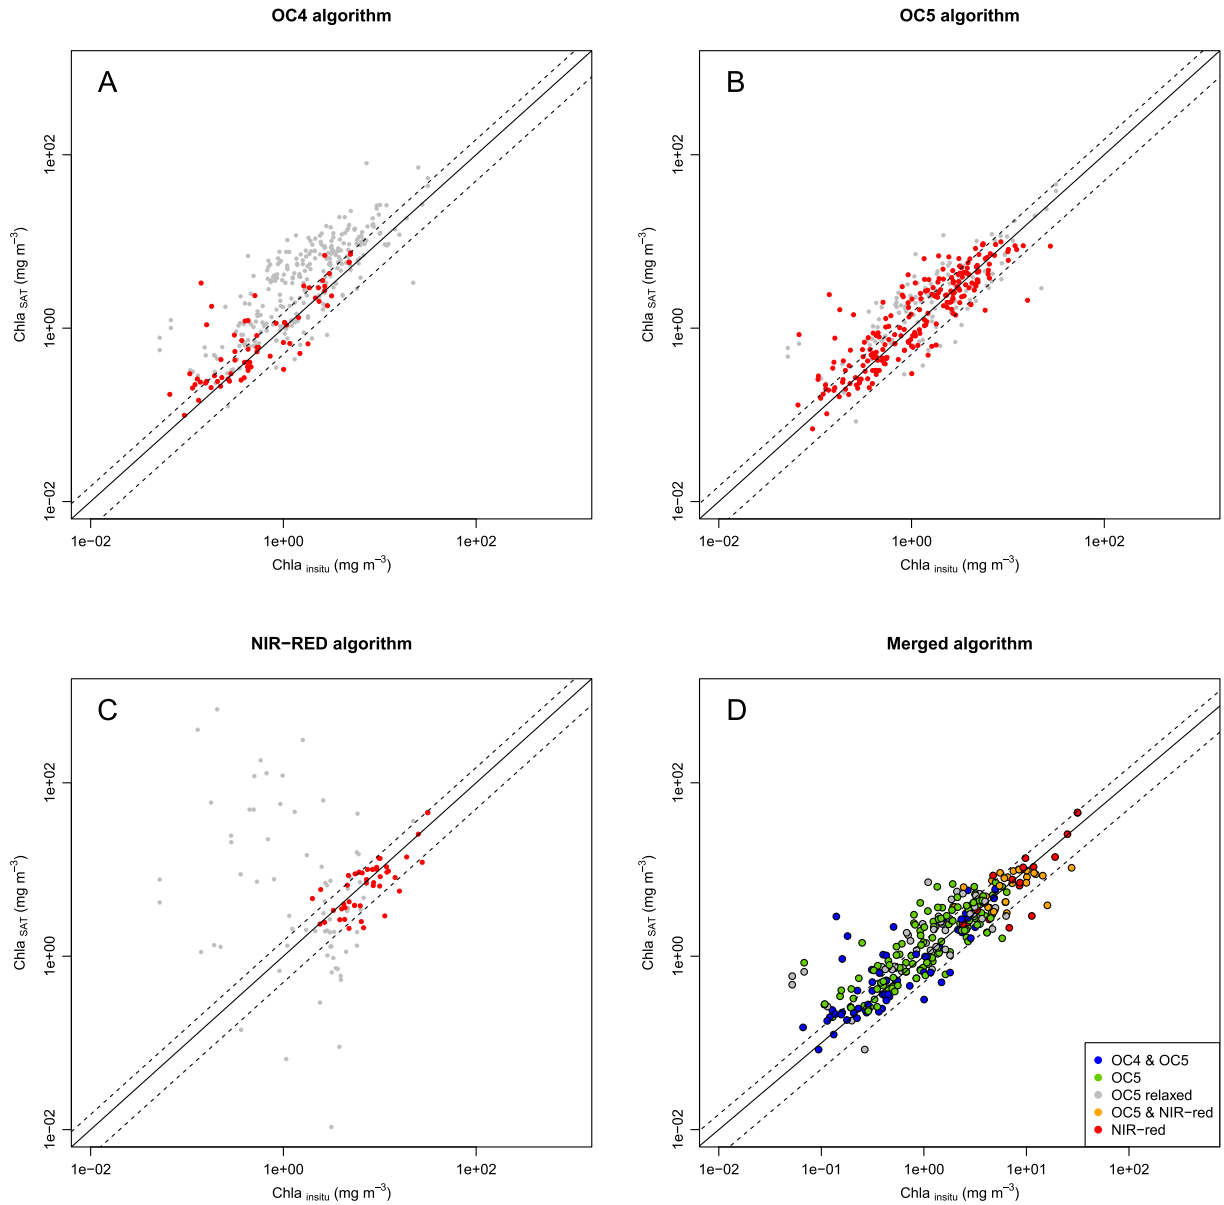 OC4 algorithm
A
1e+02
1e+00
1e-02
Chla SAT (mg m−3)
1e−02 1e+00 1e+02
Chla insitu (mg m−3)
OC5 algorithm
B
1e+02
1e+00
1e-02
Chla SAT (mg m−3)
1e−02 1e+00 1e+02
Chla insitu (mg m−3)
NIR−RED algorithm
C
1e+02
1e+00
1e-02
Chla SAT (mg m−3)
1e−02 1e+00 1e+02
Chla insitu (mg m−3)
Merged algorithm
D
1e+02
1e+00
1e-02
Chla SAT (mg m−3)
OC4 & OC5
OC5
OC5 relaxed
OC5 & NIR−red
NIR−red
1e−02 1e−01 1e+00 1e+01 1e+02
Chla insitu (mg m−3)